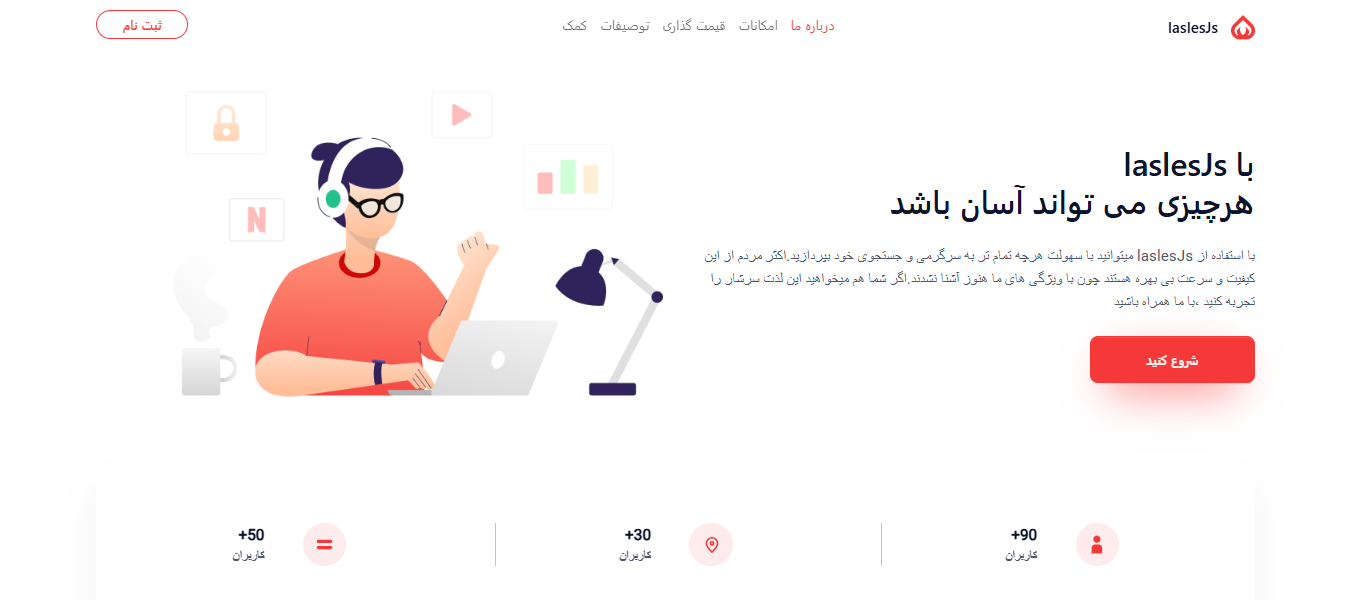 laslesJs
درباره ما
امکانات
قیمت گذاری
توصیفات
کمک
ثبت نام
با laslesJs
هرچیزی می تواند آسان باشد
با استفاده از laslesJs میتوانید با سهولت هرچه تمام تر به سرگرمی و جستجوی خود بپردازید.اکثر مردم از این
کیفیت و سرعت بی بهره هستند چون با ویژگی های ما هنوز آشنا نشدند.اگر شما هم میخواهید این لذت سرشار را
تجربه کنید ،با ما همراه باشید
شروع کنید
N
90+
کاربران
30+
کاربران
50+
کاربران